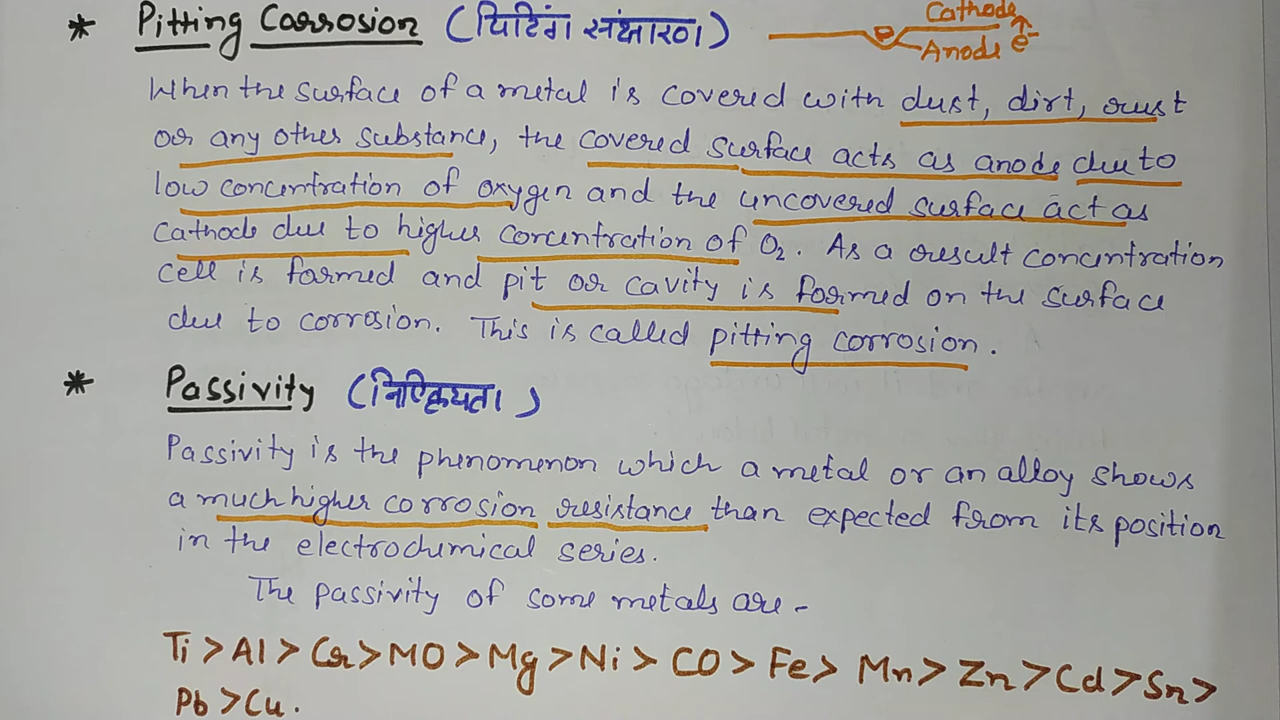 * Pitting Corrosion (पिटिंग संक्षारण)
Cathode
e
Anode e-
When the surface of a metal is covered with dust, dirt, rust
or any other substance, the covered surface acts as anode due to
low concentration of oxygen and the uncovered surface act as
cathode due to higher concentration of O₂. As a result concentration
cell is formed and pit or cavity is formed on the surface
due to corrosion. This is called pitting corrosion.
* Passivity (निष्क्रियता)
Passivity is the phenomenon which a metal or an alloy shows
a much higher corrosion resistance than expected from its position
in the electrochemical series.
The passivity of some metals are -
Ti > Al > Cr > MO > Mg > Ni > CO > Fe > Mn > Zn > Cd > Sn >
Pb > Cu.